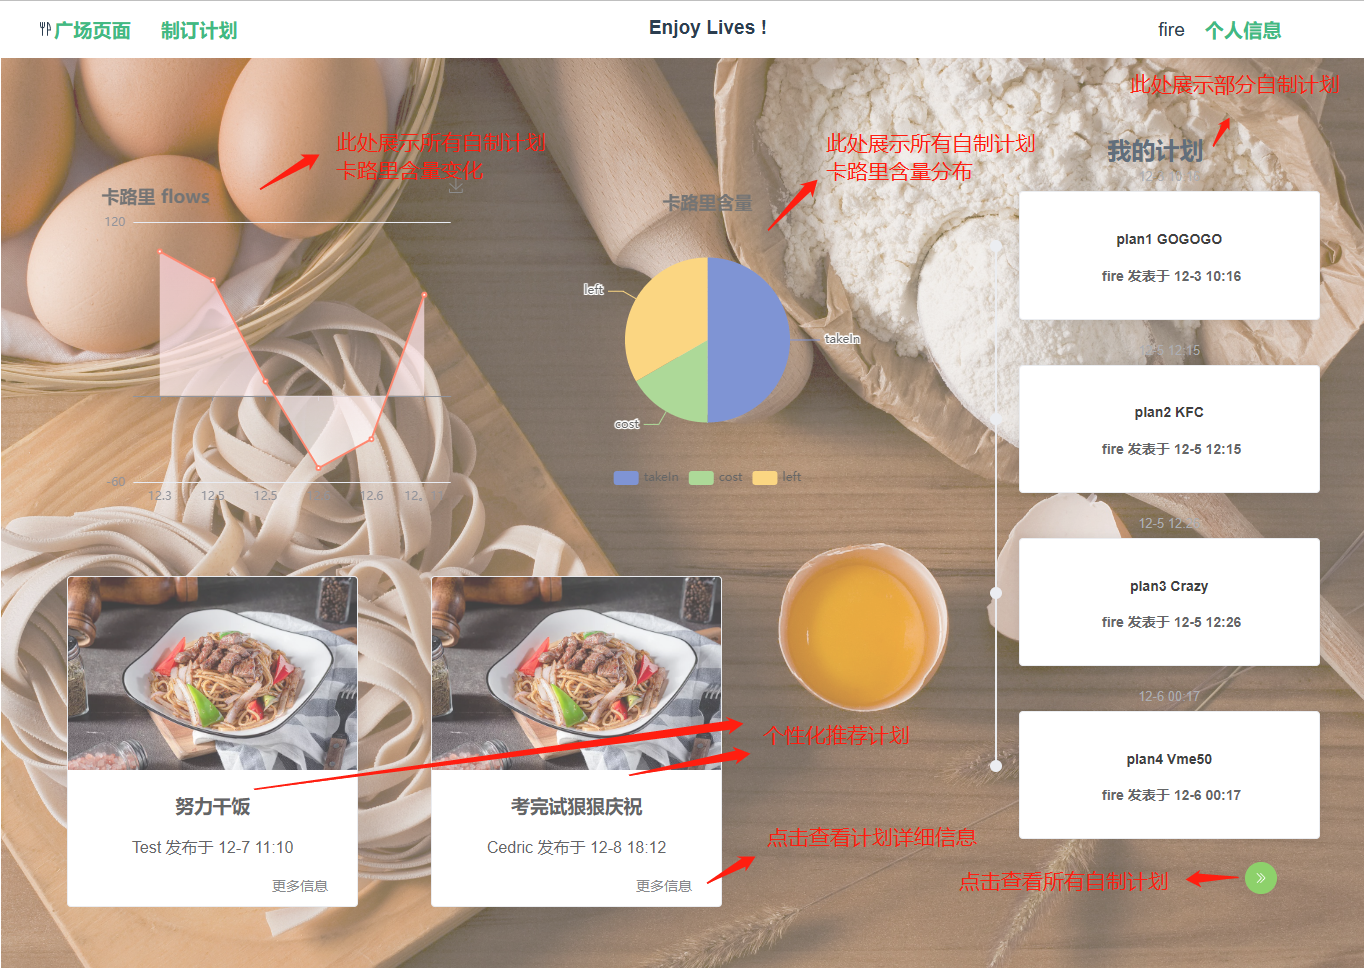 广场页面 制订计划 Enjoy Lives ! fire 个人信息
此处展示部分自制计划
此处展示所有自制计划
卡路里含量变化
此处展示所有自制计划
卡路里含量分布
我的计划
卡路里 flows
卡路里含量
120
-60
12.3 12.5 12.5 12.6
left
takeIn
cost
takeIn cost left
plan1 GOGOGO
fire 发表于 12-3 10:16
12-5 12:15
plan2 KFC
fire 发表于 12-5 12:15
12-5 12:26
plan3 Crazy
fire 发表于 12-5 12:26
12-6 00:17
plan4 Vme50
fire 发表于 12-6 00:17
个性化推荐计划
努力干饭
Test 发布于 12-7 11:10
更多信息
考完试狠狠庆祝
Cedric 发布于 12-8 18:12
更多信息
点击查看计划详细信息
点击查看所有自制计划